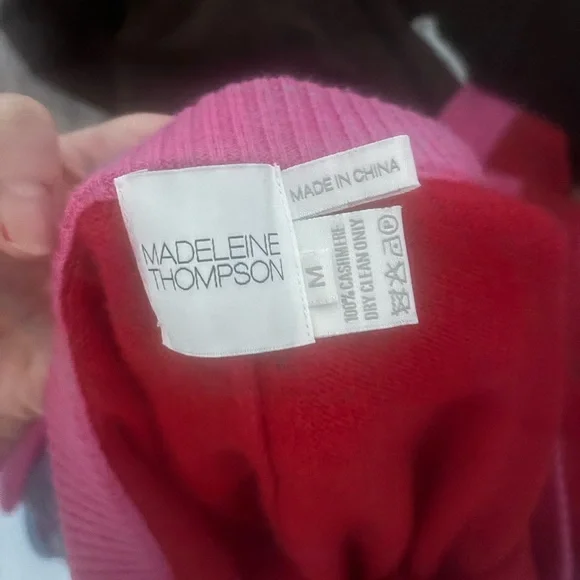 MADELEINE
THOMPSON
MADE IN CHINA
M
100% CASHMERE
DRY CLEAN ONLY
P